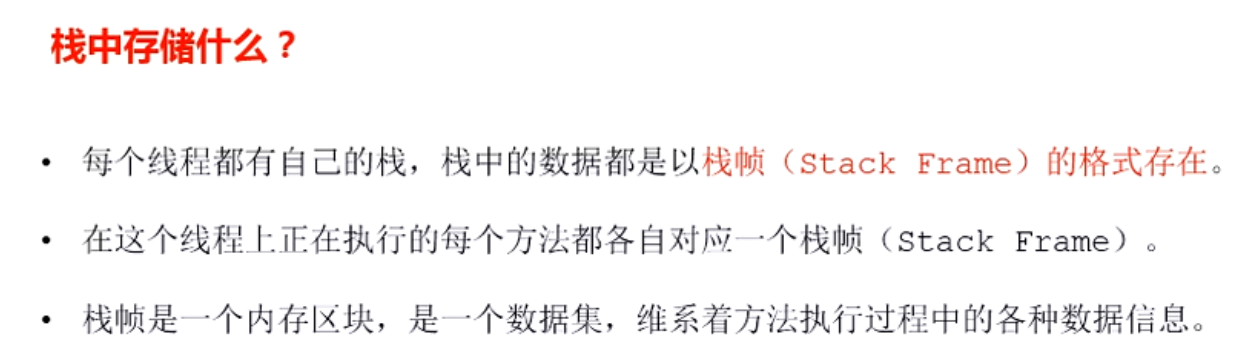 栈中存储什么？
• 每个线程都有自己的栈，栈中的数据都是以栈帧（Stack Frame）的格式存在。
• 在这个线程上正在执行的每个方法都各自对应一个栈帧（Stack Frame）。
• 栈帧是一个内存区块，是一个数据集，维系着方法执行过程中的各种数据信息。